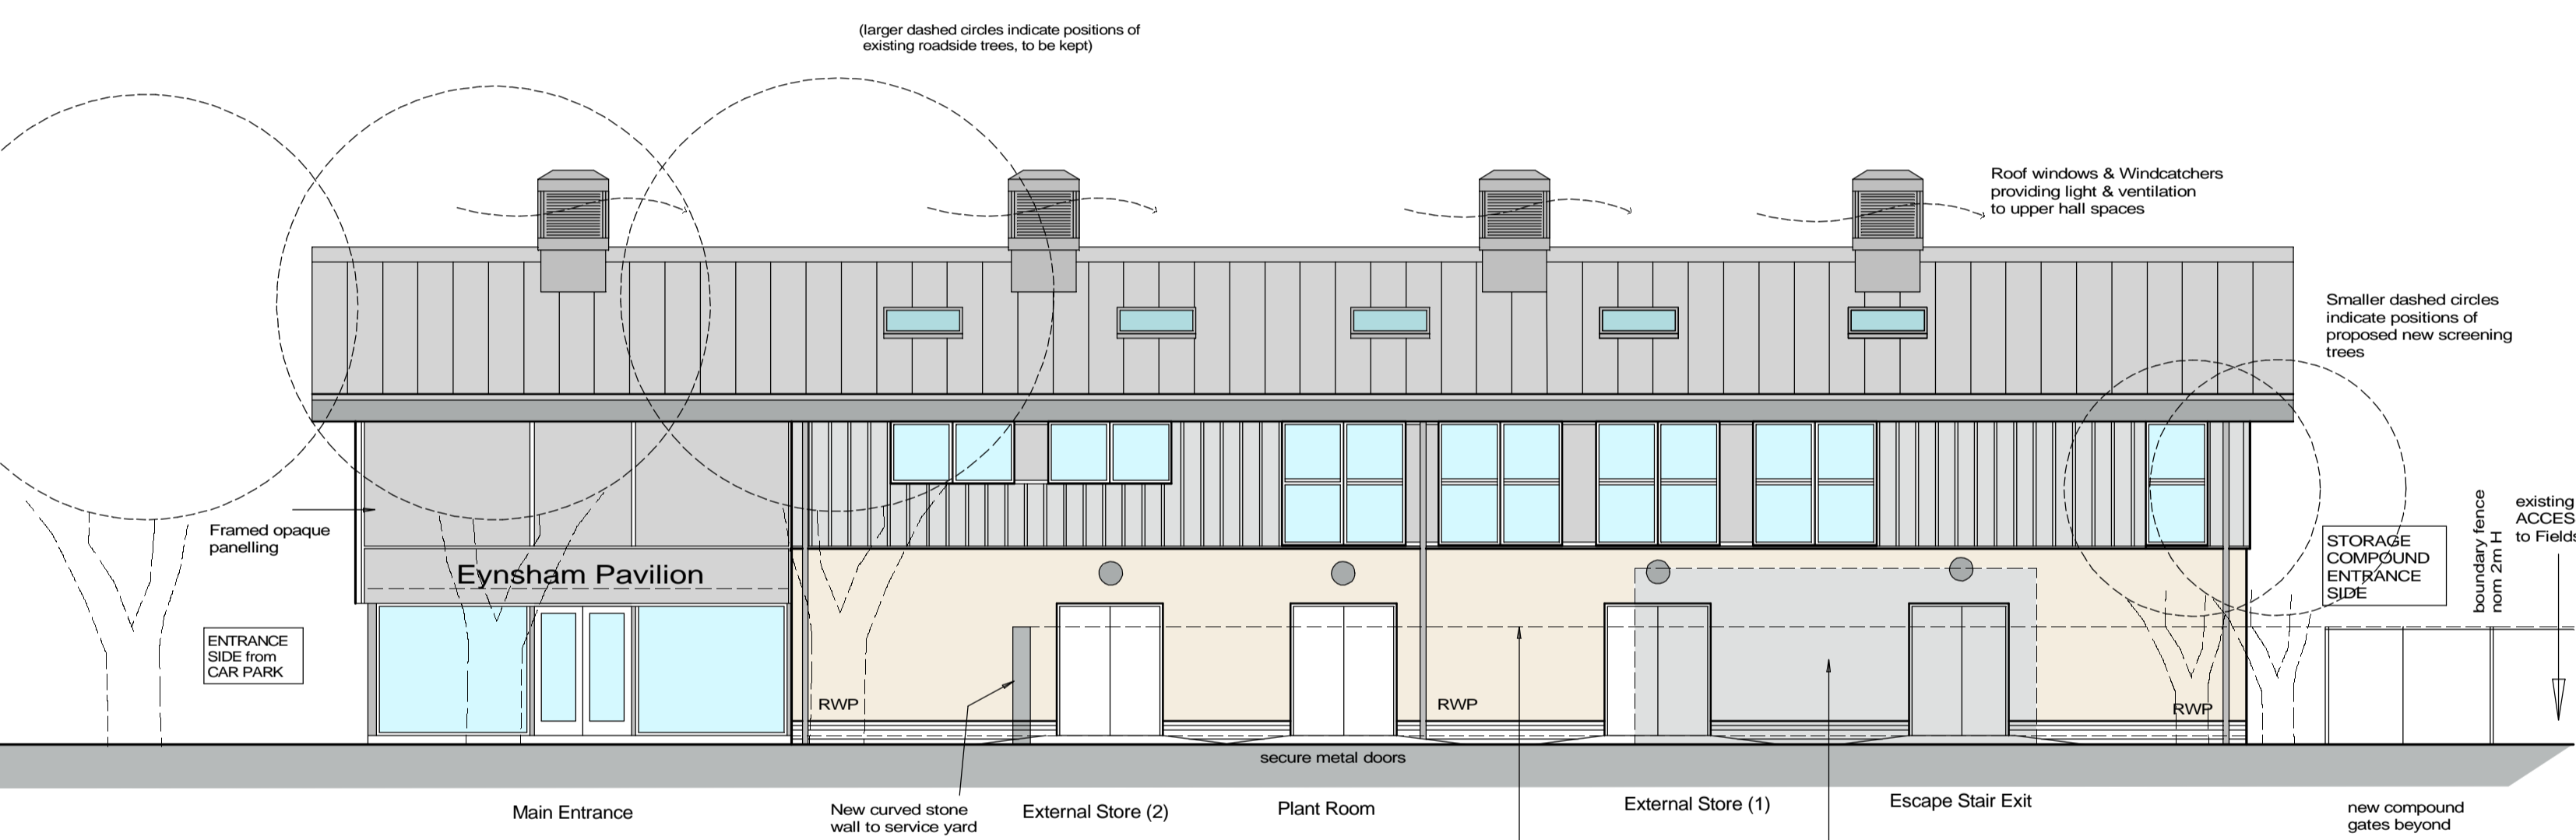 (larger dashed circles indicate positions of
existing roadside trees, to be kept)
Roof windows & Windcatchers
providing light & ventilation
to upper hall spaces
Smaller dashed circles
indicate positions of
proposed new screening
trees
Framed opaque
panelling
Eynsham Pavilion
ENTRANCE
SIDE from
CAR PARK
STORAGE
COMPOUND
ENTRANCE
SIDE
boundary fence
nom 2m H
existing
ACCES
to Fields
RWP
RWP
RWP
secure metal doors
Main Entrance
New curved stone
wall to service yard
External Store (2)
Plant Room
External Store (1)
Escape Stair Exit
new compound
gates beyond